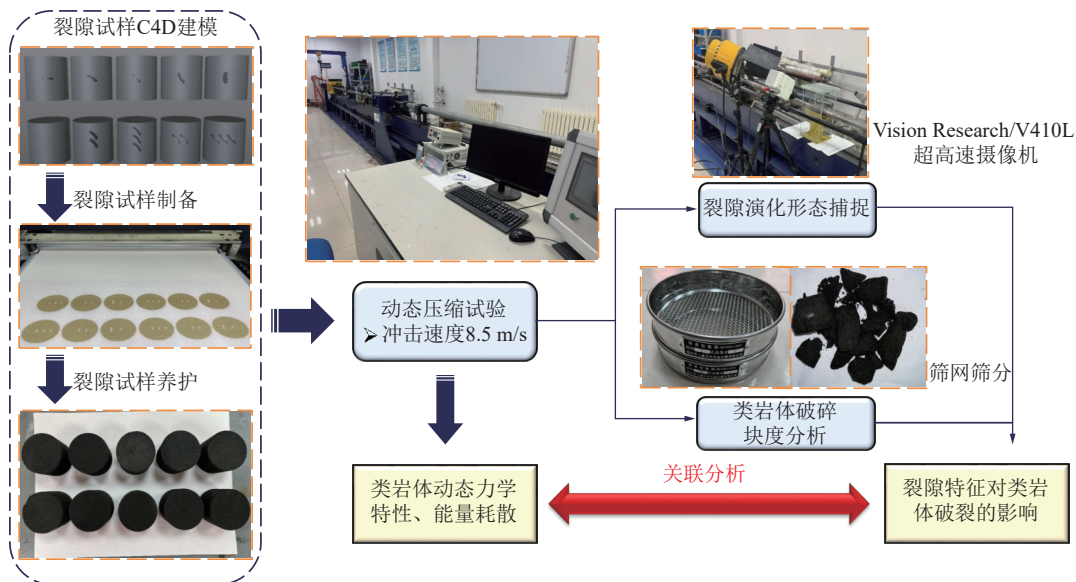 裂隙试样C4D建模
裂隙试样制备
裂隙试样养护
动态压缩试验
➤ 冲击速度8.5 m/s
类岩体动态力学
特性、能量耗散
Vision Research/V410L
超高速摄像机
裂隙演化形态捕捉
筛网筛分
类岩体破碎
块度分析
关联分析
裂隙特征对类岩
体破裂的影响